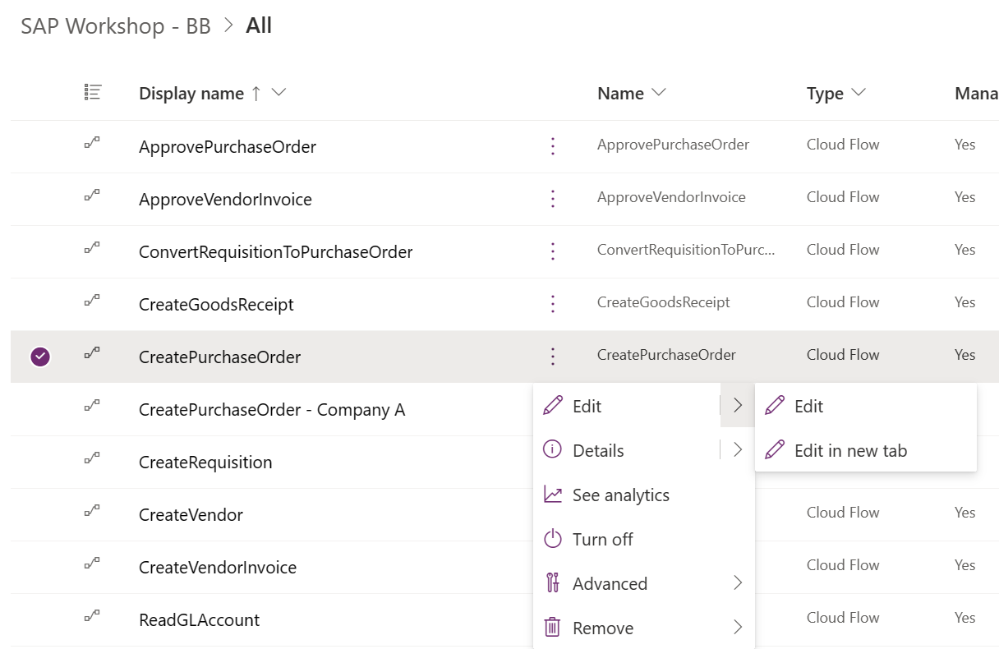 SAP Workshop - BB > All
Display name ↑ Name Type Mana
ApprovePurchaseOrder ApprovePurchaseOrder Cloud Flow Yes
ApproveVendorInvoice ApproveVendorInvoice Cloud Flow Yes
ConvertRequisitionToPurchaseOrder ConvertRequisitionToPurc... Cloud Flow Yes
CreateGoodsReceipt CreateGoodsReceipt Cloud Flow Yes
CreatePurchaseOrder CreatePurchaseOrder Cloud Flow Yes
CreatePurchaseOrder - Company A
CreateRequisition
CreateVendor Cloud Flow Yes
CreateVendorInvoice Cloud Flow Yes
ReadGLAccount Cloud Flow Yes
Edit
Details
See analytics
Turn off
Advanced
Remove
Edit
Edit in new tab